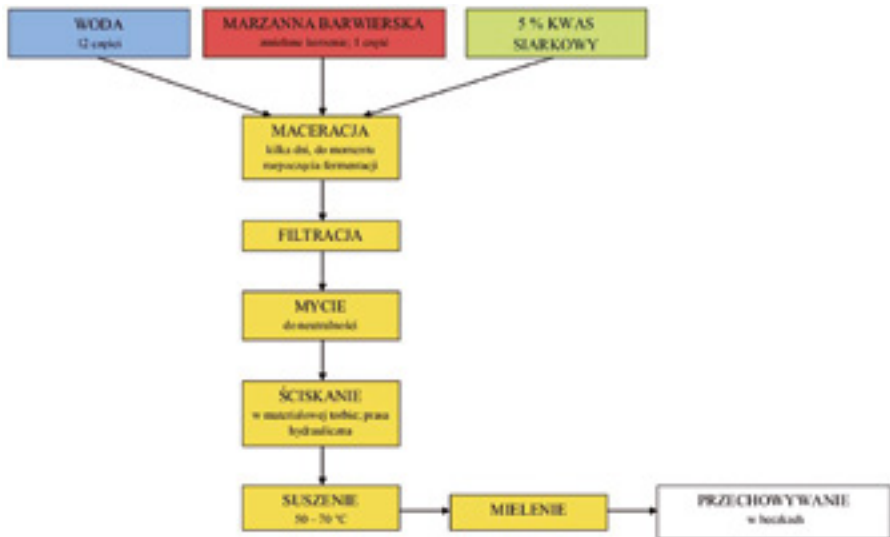 WODA
12 części
MARZANNA BARWIERSKA
mielone korzenie; 1 część
5 % KWAS
SIARKOWY
MACERACJA
kilka dni, do momentu
rozpoczęcia fermentacji
FILTRACJA
MYCIE
do neutralności
ŚCISKANIE
w materiałowej torbie; prasa
hydrauliczna
SUSZENIE
50 – 70 °C
MIELENIE
PRZECHOWYWANIE
w beczkach